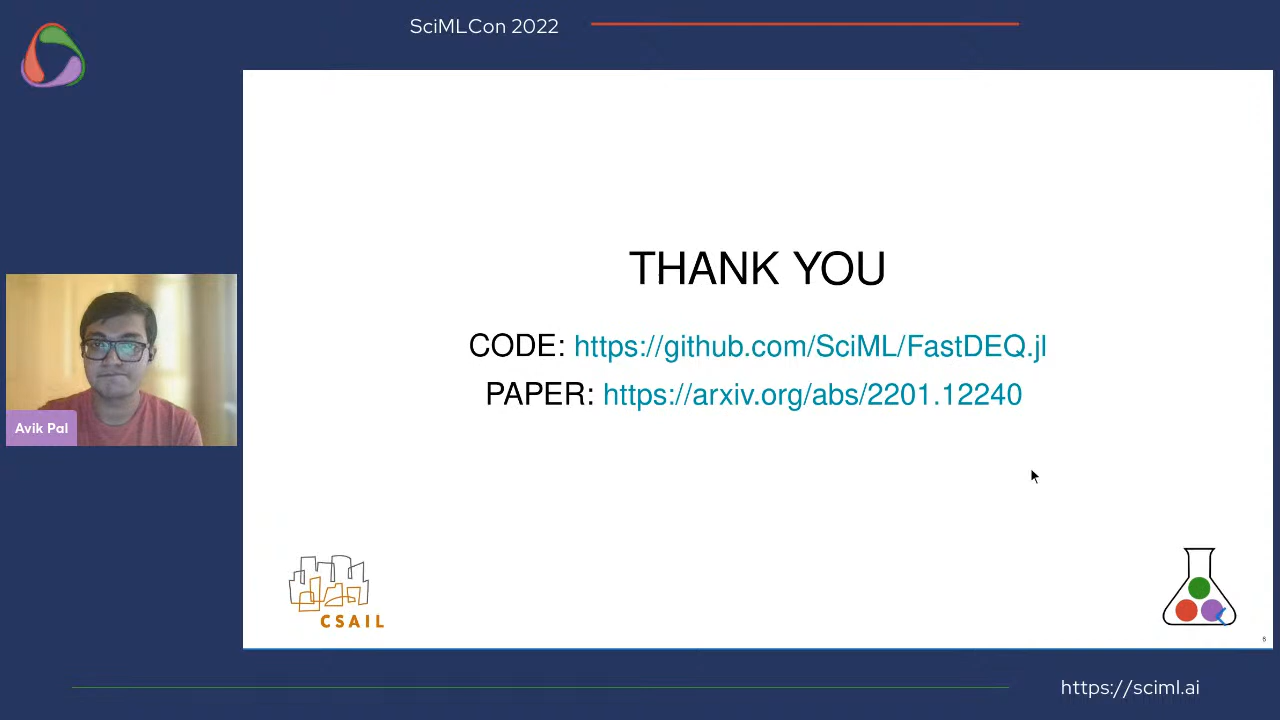 SciMLCon 2022
THANK YOU
CODE: https://github.com/SciML/FastDEQ.jl
PAPER: https://arxiv.org/abs/2201.12240
Avik Pal
CSAIL
6
https://sciml.ai